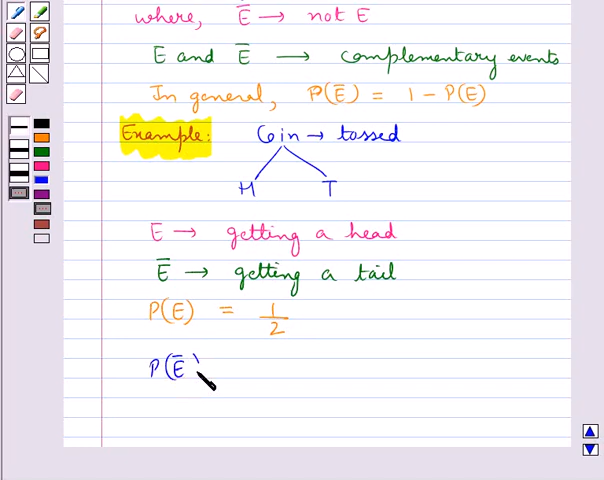 where, Ē → not E
E and Ē → complementary events
In general, P(Ē) = 1 - P(E)
Example: Coin → tossed
H T
E → getting a head
Ē → getting a tail
P(E) = 1/2
P(Ē)